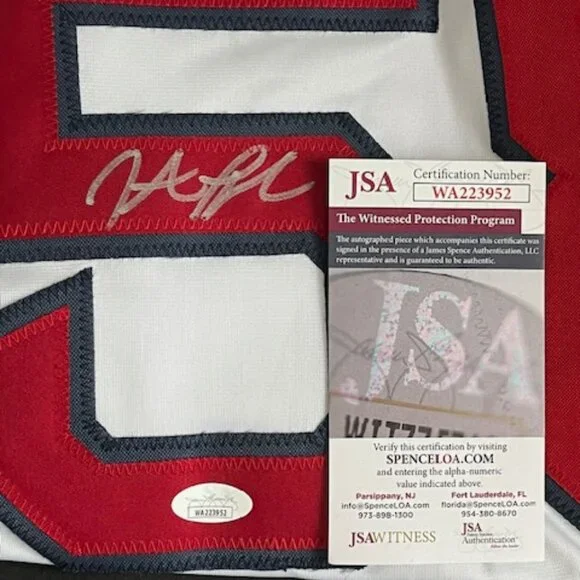 JSA
Certification Number:
WA223952
The Witnessed Protection Program
The autographed piece which accompanies this certificate was
signed in the presence of a James Spence Authentication, LLC
representative and is guaranteed to be authentic.
JSA
Verify this certification by visiting
SPENCELOA.COM
and entering the alpha-numeric
value indicated above.
Parsippany, NJ
info@SpenceLOA.com
973-898-1300
Fort Lauderdale, FL
florida@SpenceLOA.com
954-380-8670
JSAWITNESS
JSA
Authentication
WA223952